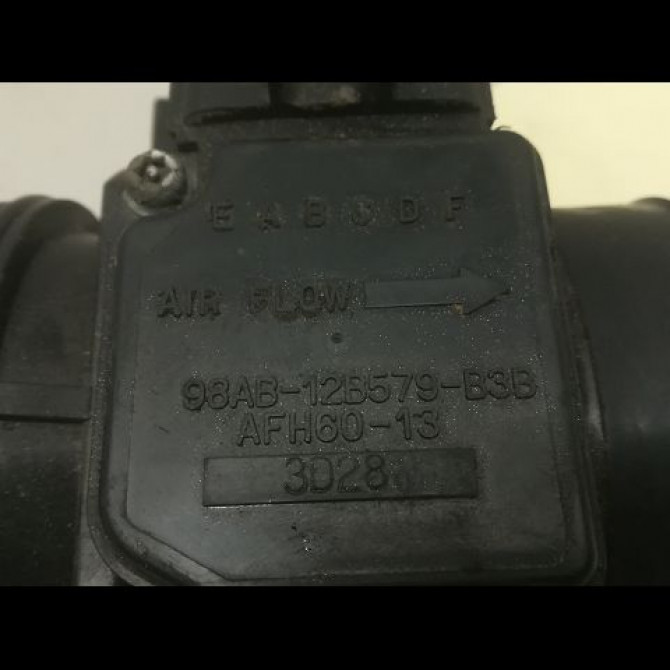 E A B C D F
AIR FLOW
98AB-12B579-B3B
AFH60-13
3D28